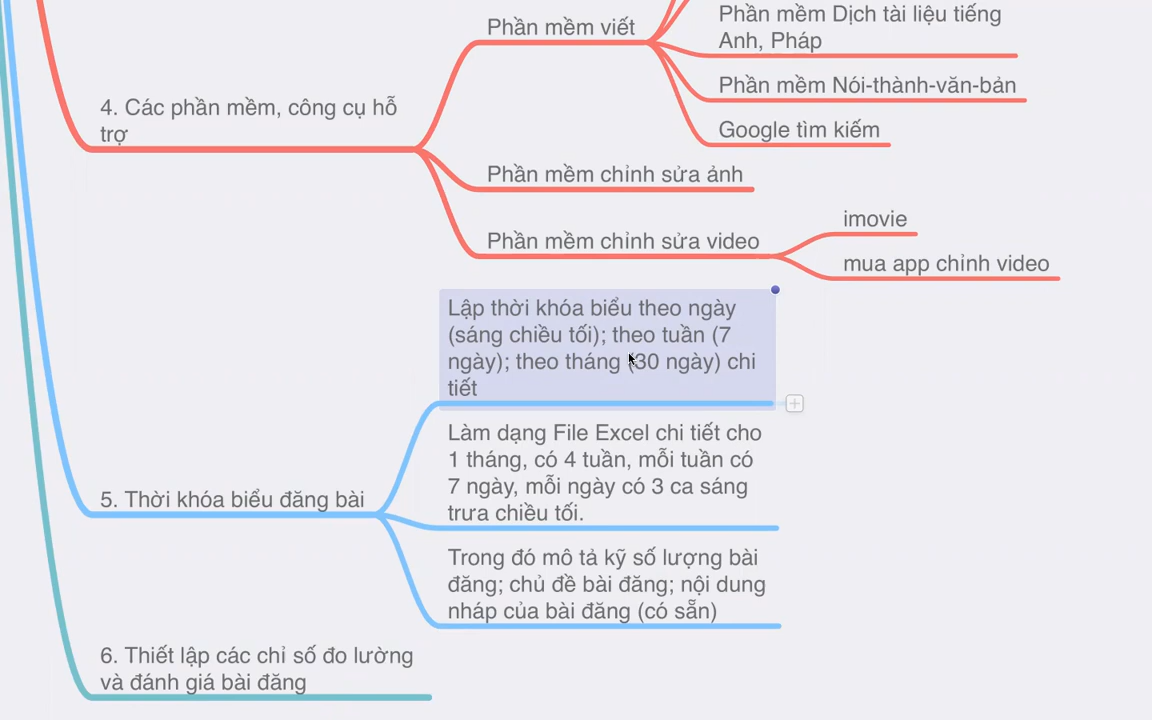 Phần mềm viết
Phần mềm Dịch tài liệu tiếng
Anh, Pháp
Phần mềm Nói-thành-văn-bản
Google tìm kiếm
4. Các phần mềm, công cụ hỗ
trợ
Phần mềm chỉnh sửa ảnh
Phần mềm chỉnh sửa video
imovie
mua app chỉnh video
Lập thời khóa biểu theo ngày
(sáng chiều tối); theo tuần (7
ngày); theo tháng (30 ngày) chi
tiết
Làm dạng File Excel chi tiết cho
1 tháng, có 4 tuần, mỗi tuần có
7 ngày, mỗi ngày có 3 ca sáng
trưa chiều tối.
5. Thời khóa biểu đăng bài
Trong đó mô tả kỹ số lượng bài
đăng; chủ đề bài đăng; nội dung
nháp của bài đăng (có sẵn)
6. Thiết lập các chỉ số đo lường
và đánh giá bài đăng